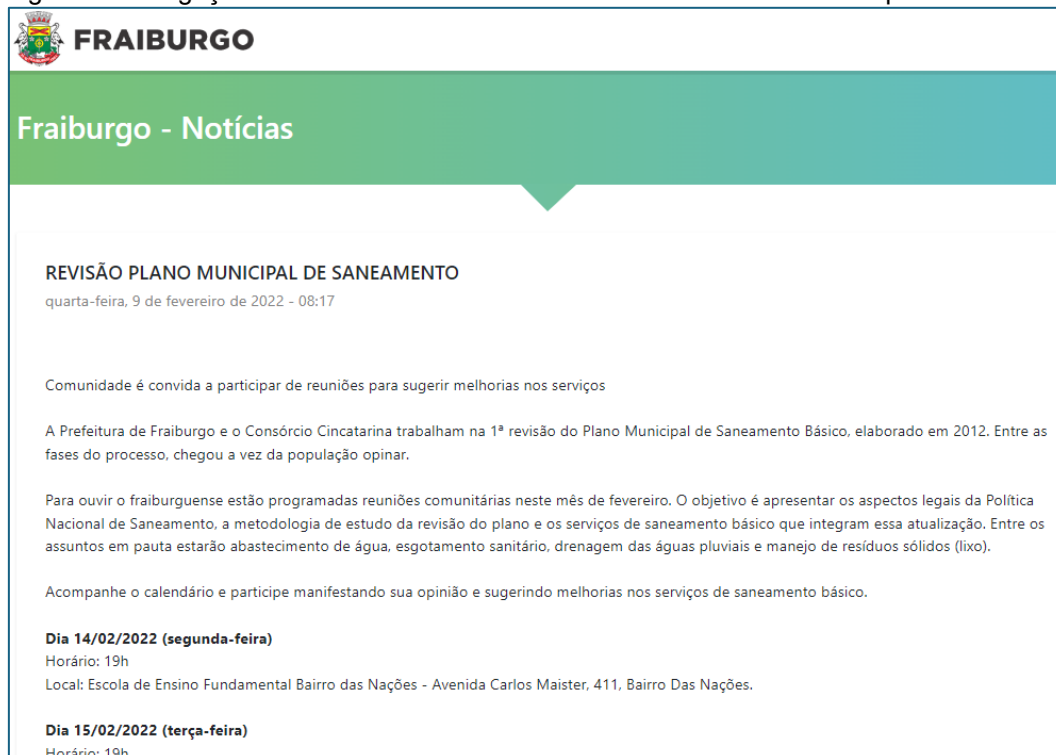 FRAIBURGO
Fraiburgo - Notícias
REVISÃO PLANO MUNICIPAL DE SANEAMENTO
quarta-feira, 9 de fevereiro de 2022 - 08:17
Comunidade é convida a participar de reuniões para sugerir melhorias nos serviços
A Prefeitura de Fraiburgo e o Consórcio Cincatarina trabalham na 1ª revisão do Plano Municipal de Saneamento Básico, elaborado em 2012. Entre as
fases do processo, chegou a vez da população opinar.
Para ouvir o fraiburguense estão programadas reuniões comunitárias neste mês de fevereiro. O objetivo é apresentar os aspectos legais da Política
Nacional de Saneamento, a metodologia de estudo da revisão do plano e os serviços de saneamento básico que integram essa atualização. Entre os
assuntos em pauta estarão abastecimento de água, esgotamento sanitário, drenagem das águas pluviais e manejo de resíduos sólidos (lixo).
Acompanhe o calendário e participe manifestando sua opinião e sugerindo melhorias nos serviços de saneamento básico.
Dia 14/02/2022 (segunda-feira)
Horário: 19h
Local: Escola de Ensino Fundamental Bairro das Nações - Avenida Carlos Maister, 411, Bairro Das Nações.
Dia 15/02/2022 (terça-feira)
Horário: 19h